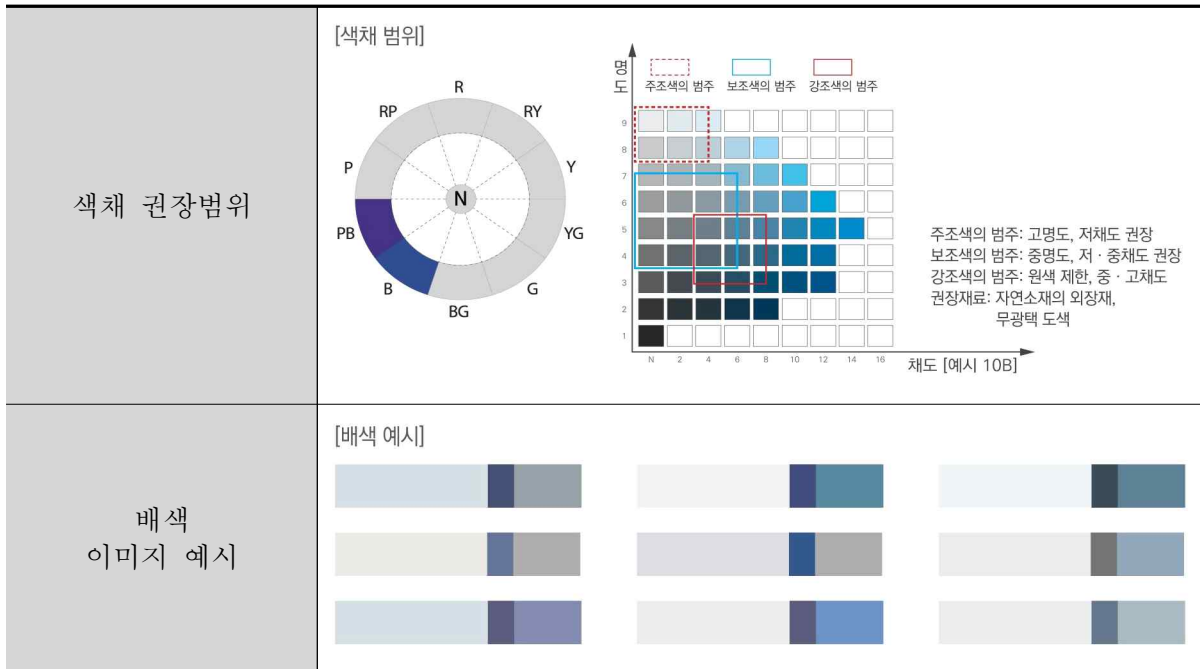 색채 권장범위
[색채 범위]
R
RP
RY
P
Y
N
PB
YG
B
G
BG
명도
주조색의 범주
보조색의 범주
강조색의 범주
9
8
7
6
5
4
3
2
1
N 2 4 6 8 10 12 14 16
채도 [예시 10B]
주조색의 범주: 고명도, 저채도 권장
보조색의 범주: 중명도, 저 · 중채도 권장
강조색의 범주: 원색 제한, 중 · 고채도
권장재료: 자연소재의 외장재,
무광택 도색
배색
이미지 예시
[배색 예시]